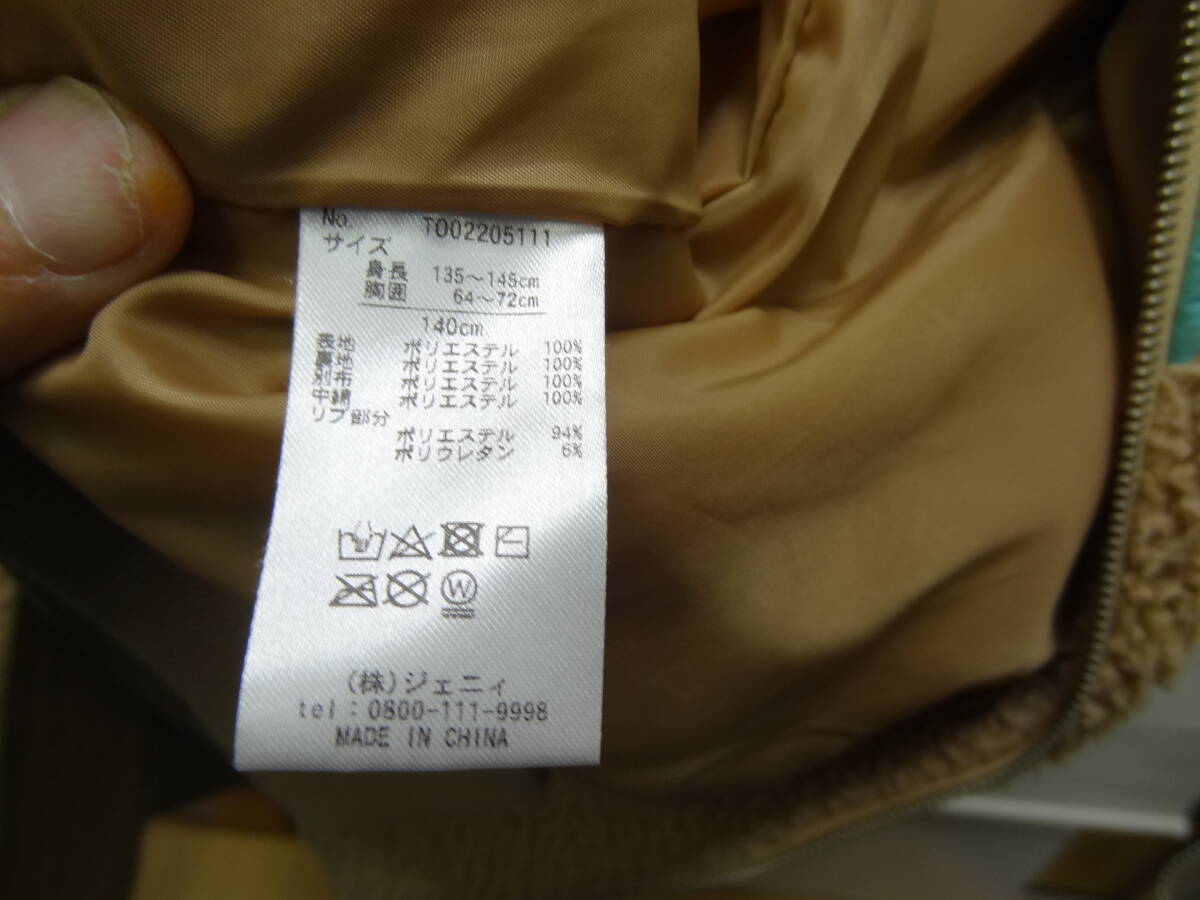 No. TO02205111
サイズ
身長 135～145cm
胸囲 64～72cm
140cm
表地 ポリエステル 100%
裏地 ポリエステル 100%
別布 ポリエステル 100%
中綿 ポリエステル 100%
リブ部分
ポリエステル 94%
ポリウレタン 6%
W
(株)ジェニィ
tel：0800-111-9998
MADE IN CHINA